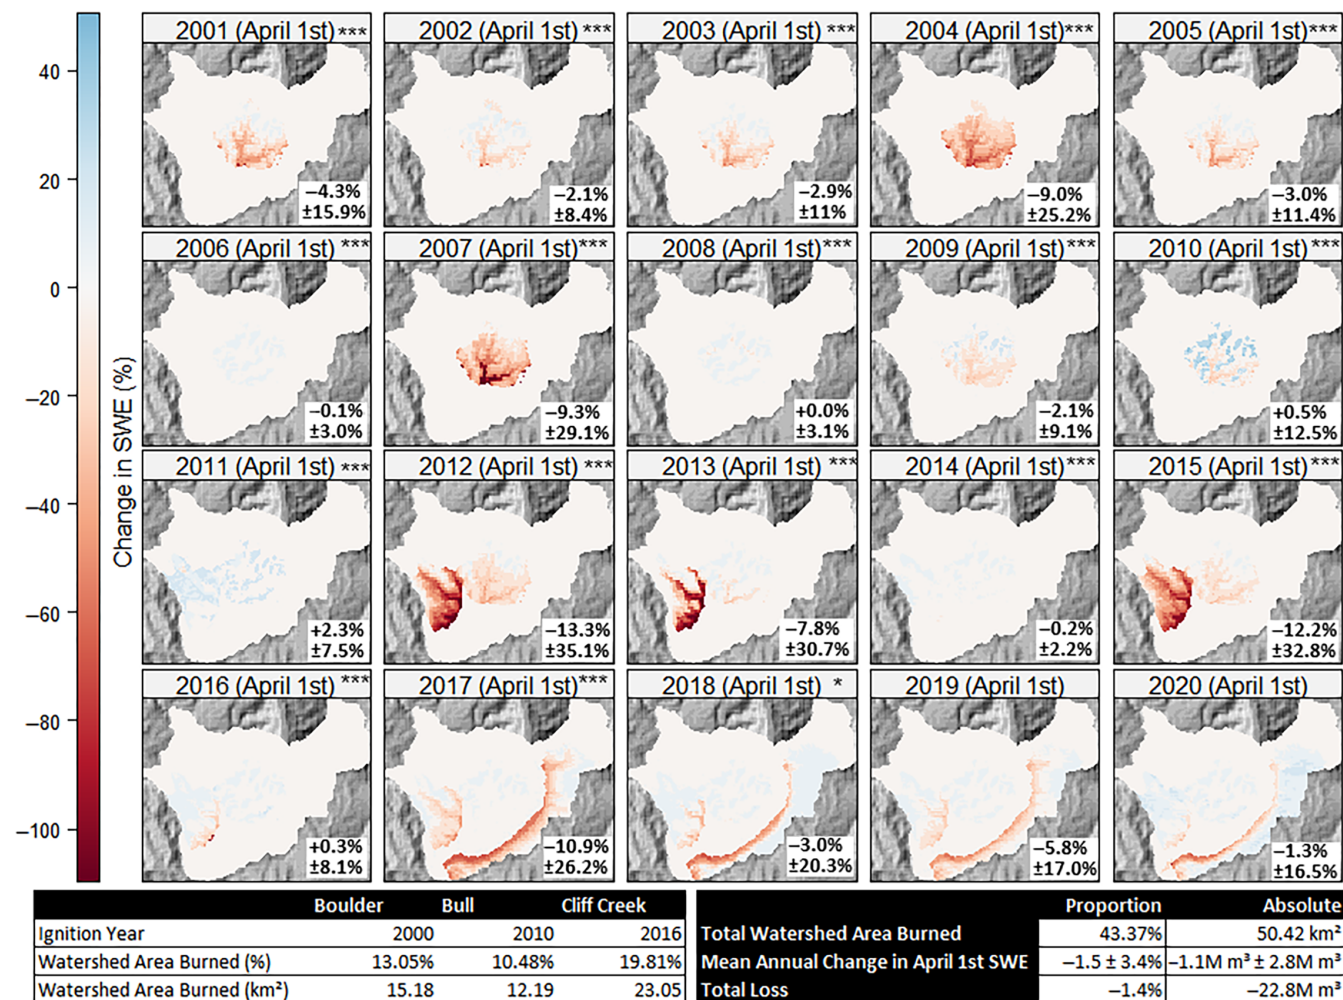 2001 (April 1st) ***
2002 (April 1st) ***
2003 (April 1st) ***
2004 (April 1st)***
2005 (April 1st)***
–4.3%
±15.9%
–2.1%
±8.4%
–2.9%
±11%
–9.0%
±25.2%
–3.0%
±11.4%
2006 (April 1st) ***
2007 (April 1st)***
2008 (April 1st) ***
2009 (April 1st)***
2010 (April 1st) ***
–0.1%
±3.0%
–9.3%
±29.1%
+0.0%
±3.1%
–2.1%
±9.1%
+0.5%
±12.5%
2011 (April 1st) ***
2012 (April 1st) ***
2013 (April 1st) ***
2014 (April 1st)***
2015 (April 1st)***
+2.3%
±7.5%
–13.3%
±35.1%
–7.8%
±30.7%
–0.2%
±2.2%
–12.2%
±32.8%
2016 (April 1st) ***
2017 (April 1st)***
2018 (April 1st) *
2019 (April 1st)
2020 (April 1st)
+0.3%
±8.1%
–10.9%
±26.2%
–3.0%
±20.3%
–5.8%
±17.0%
–1.3%
±16.5%
40
20
0
–20
–40
–60
–80
–100
Change in SWE (%)
Boulder Bull Cliff Creek
Ignition Year 2000 2010 2016
Watershed Area Burned (%) 13.05% 10.48% 19.81%
Watershed Area Burned (km²) 15.18 12.19 23.05
Proportion Absolute
Total Watershed Area Burned 43.37% 50.42 km²
Mean Annual Change in April 1st SWE –1.5 ± 3.4% –1.1M m³ ± 2.8M m³
Total Loss –1.4% –22.8M m³